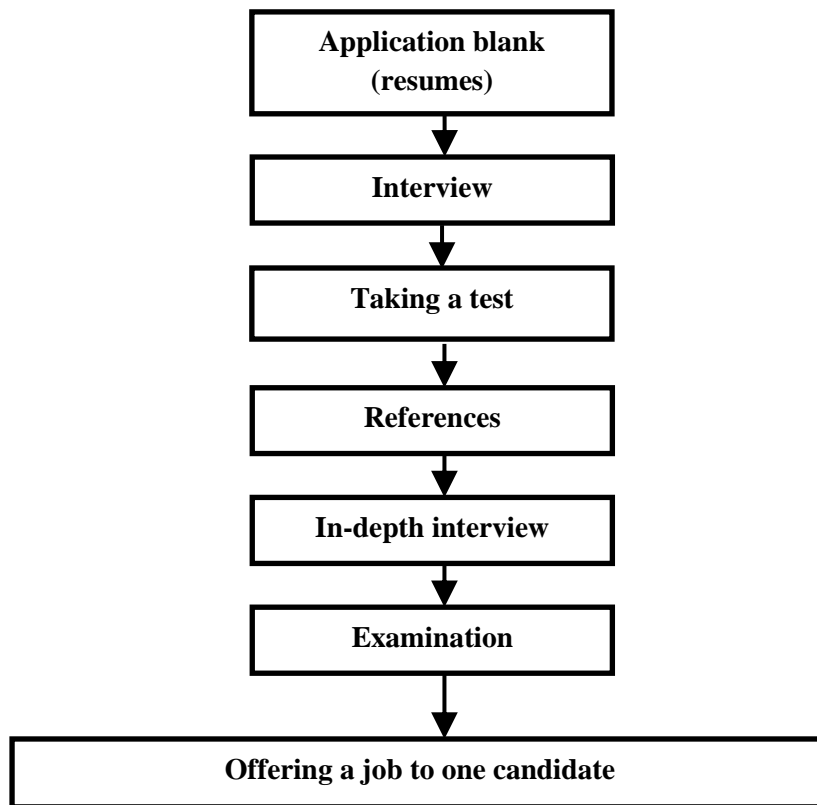 Application blank
(resumes)
Interview
Taking a test
References
In-depth interview
Examination
Offering a job to one candidate